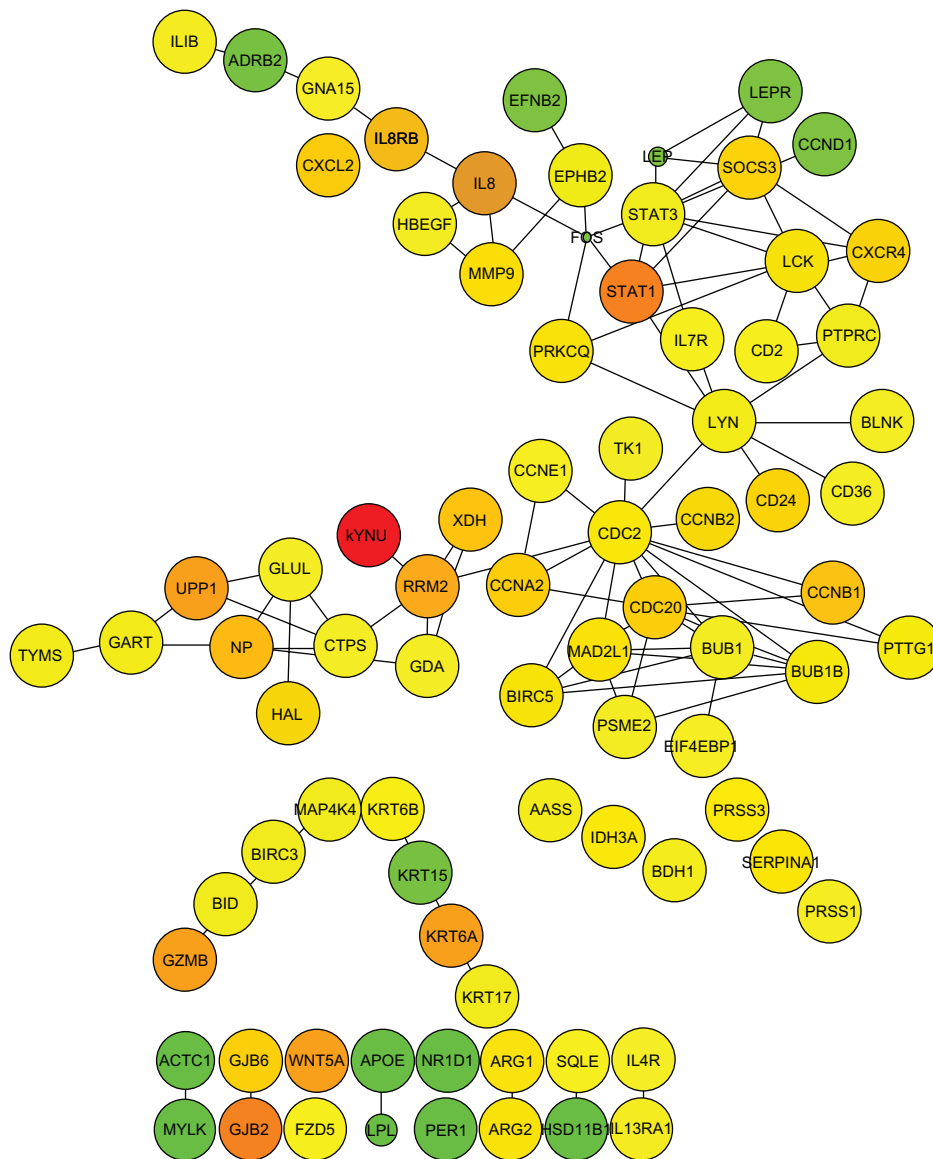 ILIB
ADRB2
GNA15
EFNB2
LEPR
IL8RB
CCND1
CXCL2
LEP
SOCS3
IL8
EPHB2
STAT3
HBEGF
FOS
CXCR4
LCK
MMP9
STAT1
PRKCQ
IL7R
CD2
PTPRC
LYN
BLNK
TK1
CCNE1
CD24
CD36
CCNB2
XDH
kYNU
CDC2
GLUL
UPP1
RRM2
CCNA2
CDC20
CCNB1
TYMS
GART
NP
CTPS
GDA
MAD2L1
BUB1
PTTG1
BUB1B
BIRC5
HAL
PSME2
EIF4EBP1
MAP4K4
KRT6B
AASS
PRSS3
IDH3A
BIRC3
SERPINA1
KRT15
BDH1
BID
PRSS1
KRT6A
GZMB
KRT17
ACTC1
GJB6
WNT5A
APOE
NR1D1
ARG1
SQLE
IL4R
MYLK
GJB2
FZD5
LPL
PER1
ARG2
HSD11B1
IL13RA1